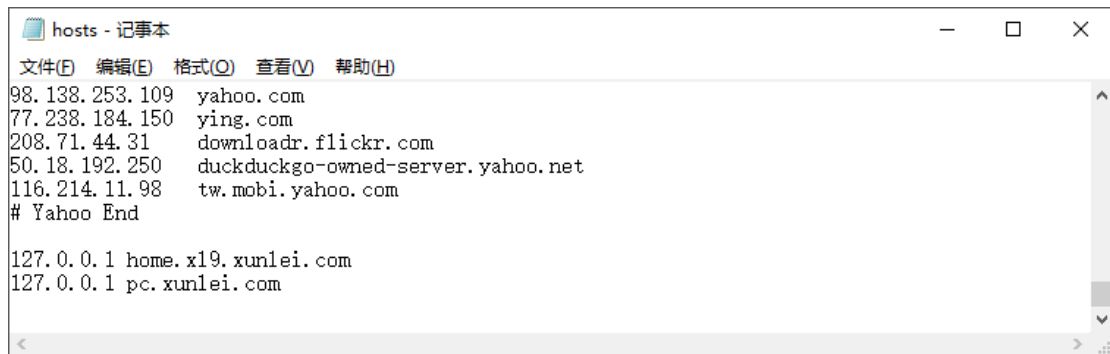 hosts - 记事本
文件(F) 编辑(E) 格式(O) 查看(V) 帮助(H)
98.138.253.109 yahoo.com
77.238.184.150 ying.com
208.71.44.31 downloadr.flickr.com
50.18.192.250 duckduckgo-owned-server.yahoo.net
116.214.11.98 tw.mobi.yahoo.com
# Yahoo End
127.0.0.1 home.x19.xunlei.com
127.0.0.1 pc.xunlei.com